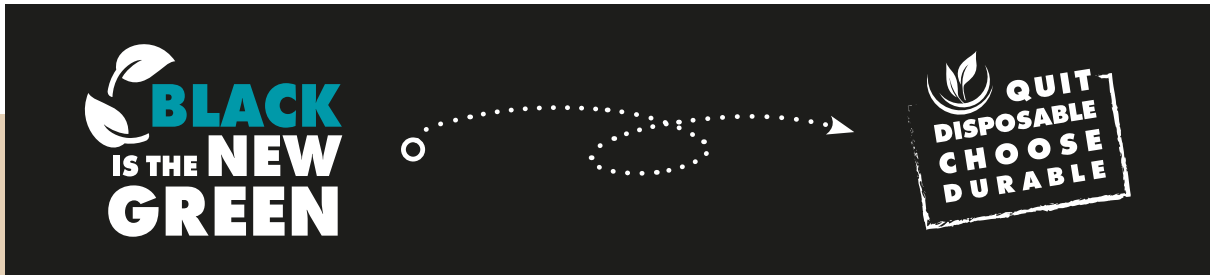 BLACK
IS THE NEW
GREEN
QUIT
DISPOSABLE
CHOOSE
DURABLE